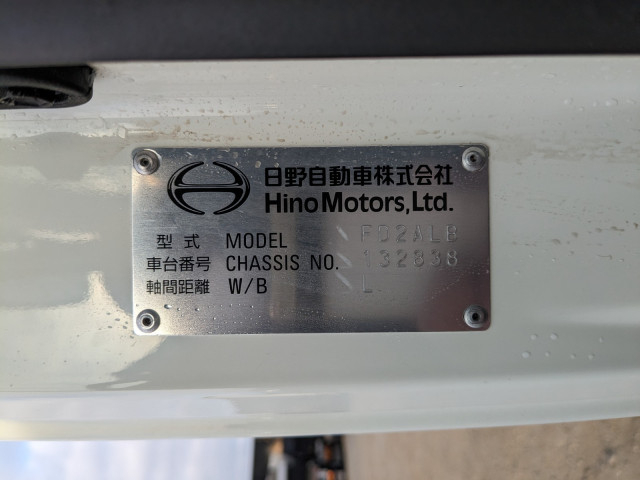 日野自動車株式会社
Hino Motors, Ltd.
型式 MODEL FD2ALB
車台番号 CHASSIS NO. 132838
軸間距離 W/B L